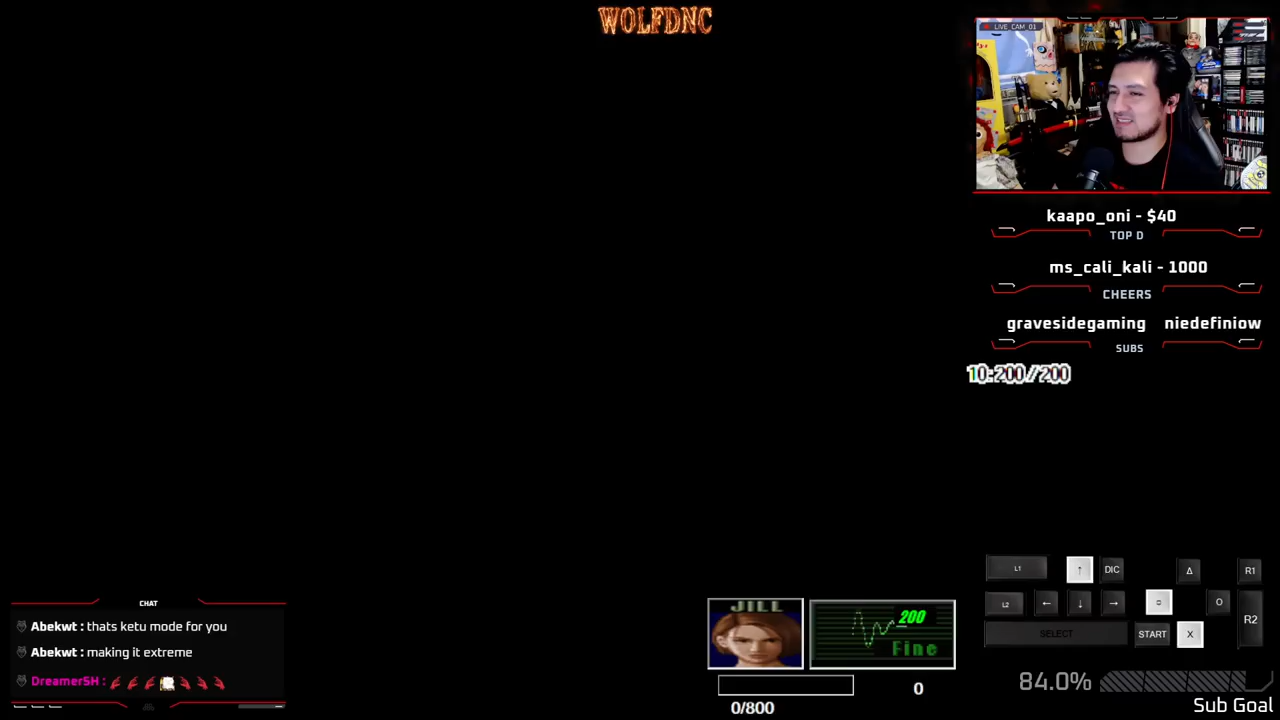 WOLFDNC
LIVE CAM_01
kaapo_oni - $40
TOP D
ms_cali_kali - 1000
CHEERS
gravesidegaming niedefiniow
SUBS
10:200/200
L1 ↑ DIC Δ R1
L2 ← ↓ → O R2
SELECT START X
84.0%
Sub Goal
CHAT
Abekwt : thats ketu mode for you
Abekwt : making it extreme
DreamerSH :
JILL
200
Fine
0
0/800